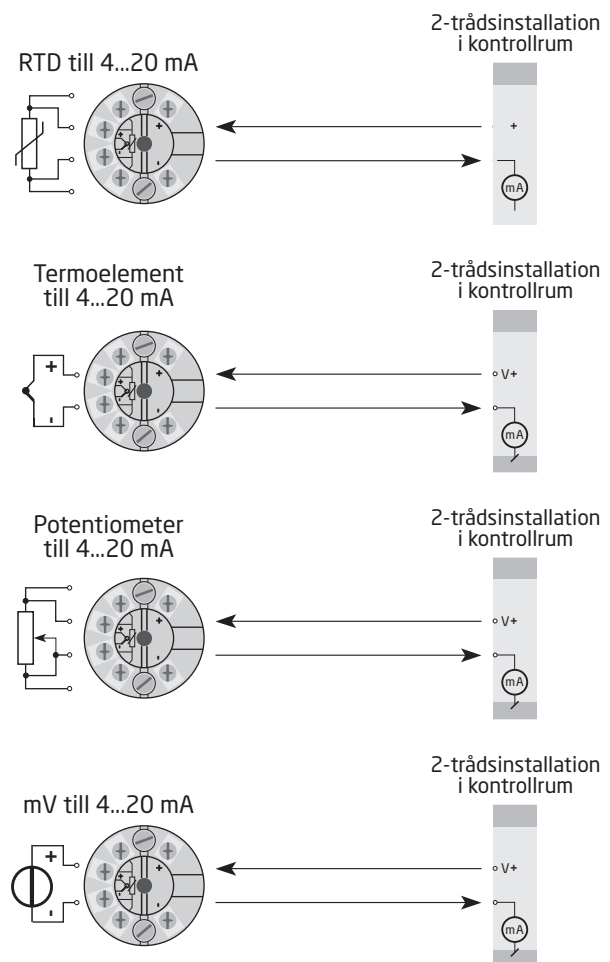 2-trådsinstallation
i kontrollrum
RTD till 4...20 mA
+
-
+
mA
2-trådsinstallation
i kontrollrum
Termoelement
till 4...20 mA
+
-
+
-
V+
mA
2-trådsinstallation
i kontrollrum
Potentiometer
till 4...20 mA
+
-
V+
mA
2-trådsinstallation
i kontrollrum
mV till 4...20 mA
+
-
+
-
V+
mA